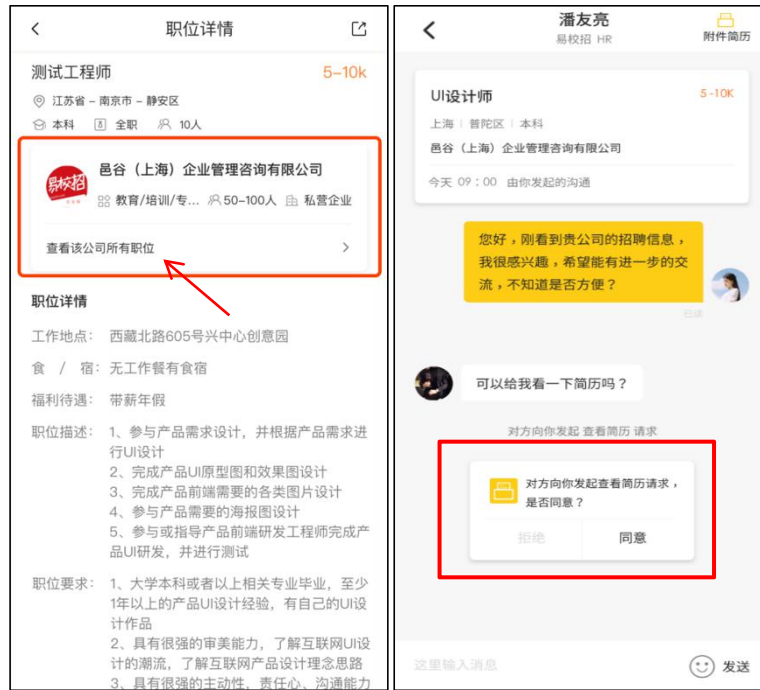 职位详情
测试工程师
5-10k
江苏省 - 南京市 - 静安区
本科 全职 10人
易校招
邑谷（上海）企业管理咨询有限公司
教育/培训/专... 50-100人 私营企业
查看该公司所有职位
职位详情
工作地点： 西藏北路605号兴中心创意园
食 / 宿： 无工作餐有食宿
福利待遇： 带薪年假
职位描述： 1、参与产品需求设计，并根据产品需求进
行UI设计
2、完成产品UI原型图和效果图设计
3、完成产品前端需要的各类图片设计
4、参与产品需要的海报图设计
5、参与或指导产品前端研发工程师完成产
品UI研发，并进行测试
职位要求： 1、大学本科或者以上相关专业毕业，至少
1年以上的产品UI设计经验，有自己的UI设
计作品
2、具有很强的审美能力，了解互联网UI设
计的潮流，了解互联网产品设计理念思路
3、具有很强的主动性，责任心、沟通能力
潘友亮
易校招 HR
附件简历
UI设计师
5-10K
上海 | 普陀区 | 本科
邑谷（上海）企业管理咨询有限公司
今天 09：00 由你发起的沟通
您好，刚看到贵公司的招聘信息，
我很感兴趣，希望能有进一步的交
流，不知道是否方便？
已读
可以给我看一下简历吗？
对方向你发起 查看简历 请求
对方向你发起查看简历请求，
是否同意？
拒绝 同意
这里输入消息
发送